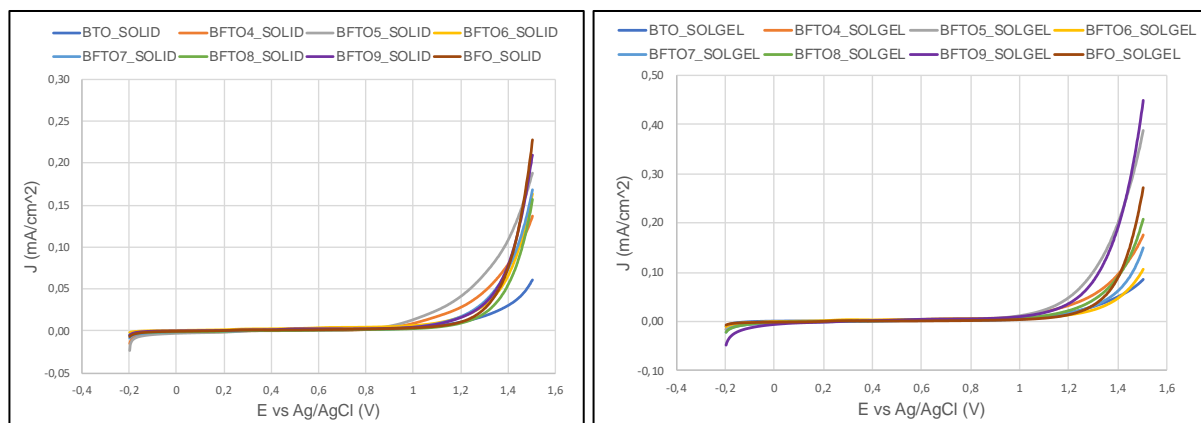 BTO_SOLID BFTO4_SOLID BFTO5_SOLID BFTO6_SOLID
BFTO7_SOLID BFTO8_SOLID BFTO9_SOLID BFO_SOLID
0,30
0,25
0,20
0,15
0,10
0,05
0,00
-0,05
J (mA/cm^2)
-0,4 -0,2 0 0,2 0,4 0,6 0,8 1 1,2 1,4 1,6
E vs Ag/AgCl (V)
BTO_SOLGEL BFTO4_SOLGEL BFTO5_SOLGEL BFTO6_SOLGEL
BFTO7_SOLGEL BFTO8_SOLGEL BFTO9_SOLGEL BFO_SOLGEL
0,50
0,40
0,30
0,20
0,10
0,00
-0,10
J (mA/cm^2)
-0,4 -0,2 0 0,2 0,4 0,6 0,8 1 1,2 1,4 1,6
E vs Ag/AgCl (V)